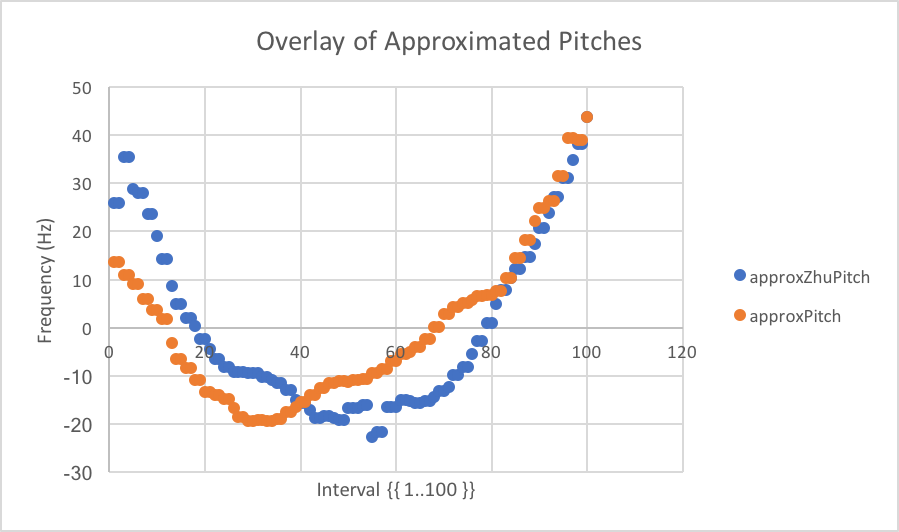 Overlay of Approximated Pitches
50
40
30
20
10
0
-10
-20
-30
Frequency (Hz)
0 20 40 60 80 100 120
Interval {{ 1..100 }}
approxZhuPitch
approxPitch